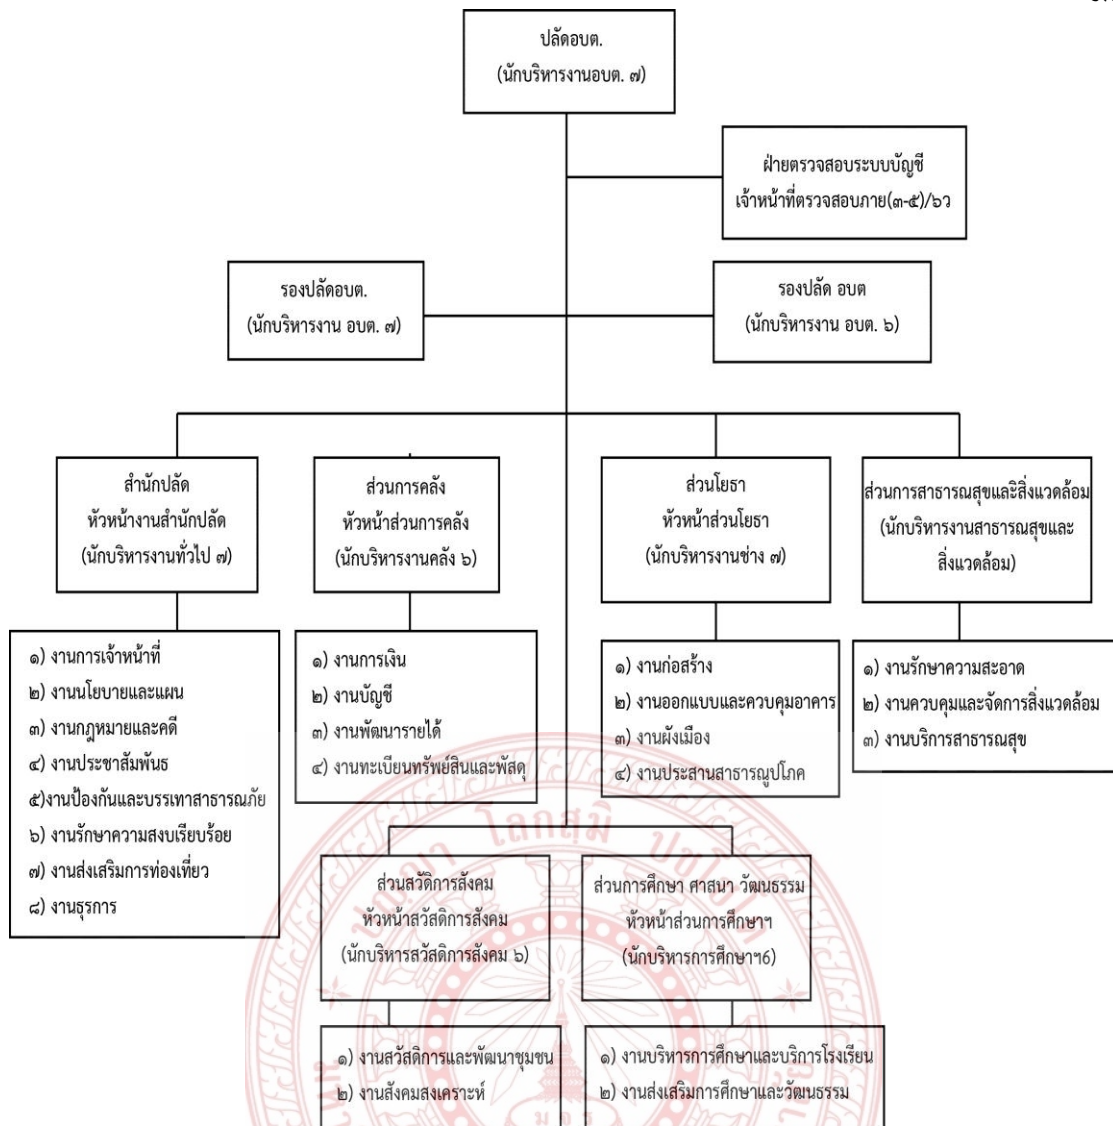 ปลัดอบต.
(นักบริหารงานอบต. ๗)
ฝ่ายตรวจสอบระบบบัญชี
เจ้าหน้าที่ตรวจสอบภาย(๓-๕)/๖ว
รองปลัดอบต.
(นักบริหารงาน อบต. ๗)
รองปลัด อบต
(นักบริหารงาน อบต. ๖)
สำนักปลัด
หัวหน้างานสำนักปลัด
(นักบริหารงานทั่วไป ๗)
ส่วนการคลัง
หัวหน้าส่วนการคลัง
(นักบริหารงานคลัง ๖)
ส่วนโยธา
หัวหน้าส่วนโยธา
(นักบริหารงานช่าง ๗)
ส่วนการสาธารณสุขและิสิ่งแวดล้อม
(นักบริหารงานสาธารณสุขและ
สิ่งแวดล้อม)
๑) งานการเจ้าหน้าที่
๒) งานนโยบายและแผน
๓) งานกฎหมายและคดี
๔) งานประชาสัมพันธ
๕)งานป้องกันและบรรเทาสาธารณภัย
๖) งานรักษาความสงบเรียบร้อย
๗) งานส่งเสริมการท่องเที่ยว
๘) งานธุรการ
๑) งานการเงิน
๒) งานบัญชี
๓) งานพัฒนารายได้
๔) งานทะเบียนทรัพย์สินและพัสดุ
๑) งานก่อสร้าง
๒) งานออกแบบและควบคุมอาคาร
๓) งานผังเมือง
๔) งานประสานสาธารณูปโภค
๑) งานรักษาความสะอาด
๒) งานควบคุมและจัดการสิ่งแวดล้อม
๓) งานบริการสาธารณสุข
ส่วนสวัดิการสังคม
หัวหน้าสวัสดิการสังคม
(นักบริหารสวัสดิการสังคม ๖)
ส่วนการศึกษา ศาสนา วัฒนธรรม
หัวหน้าส่วนการศึกษาฯ
(นักบริหารการศึกษาฯ6)
๑) งานสวัสดิการและพัฒนาชุมชน
๒) งานสังคมสงเคราะห์
๑) งานบริหารการศึกษาและบริการโรงเรียน
๒) งานส่งเสริมการศึกษาและวัฒนธรรม